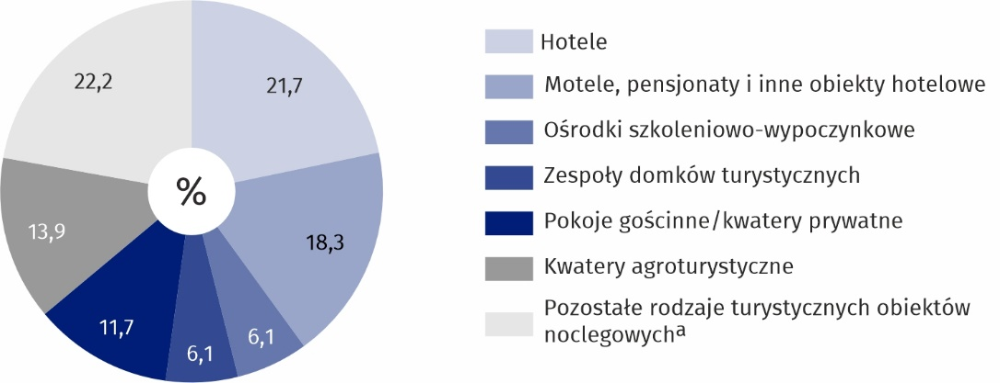 22,2
21,7
%
13,9
18,3
11,7
6,1
6,1
Hotele
Motele, pensjonaty i inne obiekty hotelowe
Ośrodki szkoleniowo-wypoczynkowe
Zespoły domków turystycznych
Pokoje gościnne/kwatery prywatne
Kwatery agroturystyczne
Pozostałe rodzaje turystycznych obiektów
noclegowychª